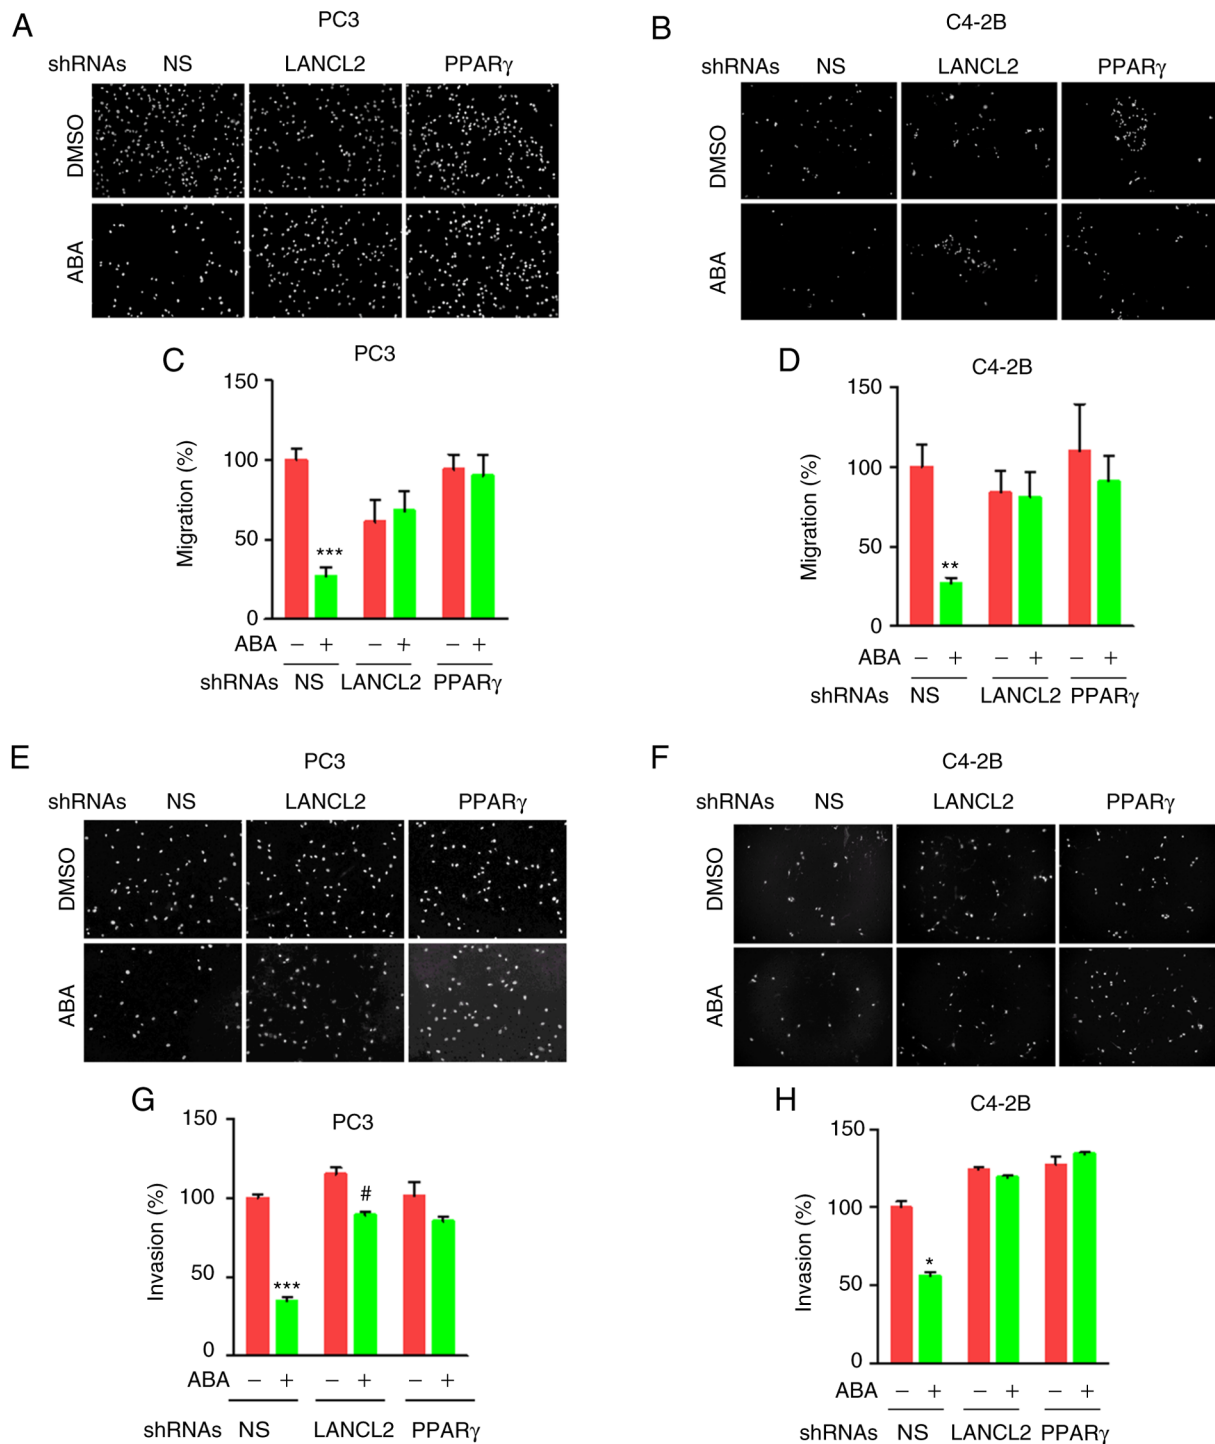 A
PC3
shRNAs NS LANCL2 PPARγ
DMSO
ABA
B
C4-2B
shRNAs NS LANCL2 PPARγ
DMSO
ABA
C
PC3
Migration (%)
150
100
50
0
***
ABA − + − + − +
shRNAs NS LANCL2 PPARγ
D
C4-2B
Migration (%)
150
100
50
0
**
ABA − + − + − +
shRNAs NS LANCL2 PPARγ
E
PC3
shRNAs NS LANCL2 PPARγ
DMSO
ABA
F
C4-2B
shRNAs NS LANCL2 PPARγ
DMSO
ABA
G
PC3
Invasion (%)
150
100
50
0
***
#
ABA − + − + − +
shRNAs NS LANCL2 PPARγ
H
C4-2B
Invasion (%)
150
100
50
0
*
ABA − + − + − +
shRNAs NS LANCL2 PPARγ